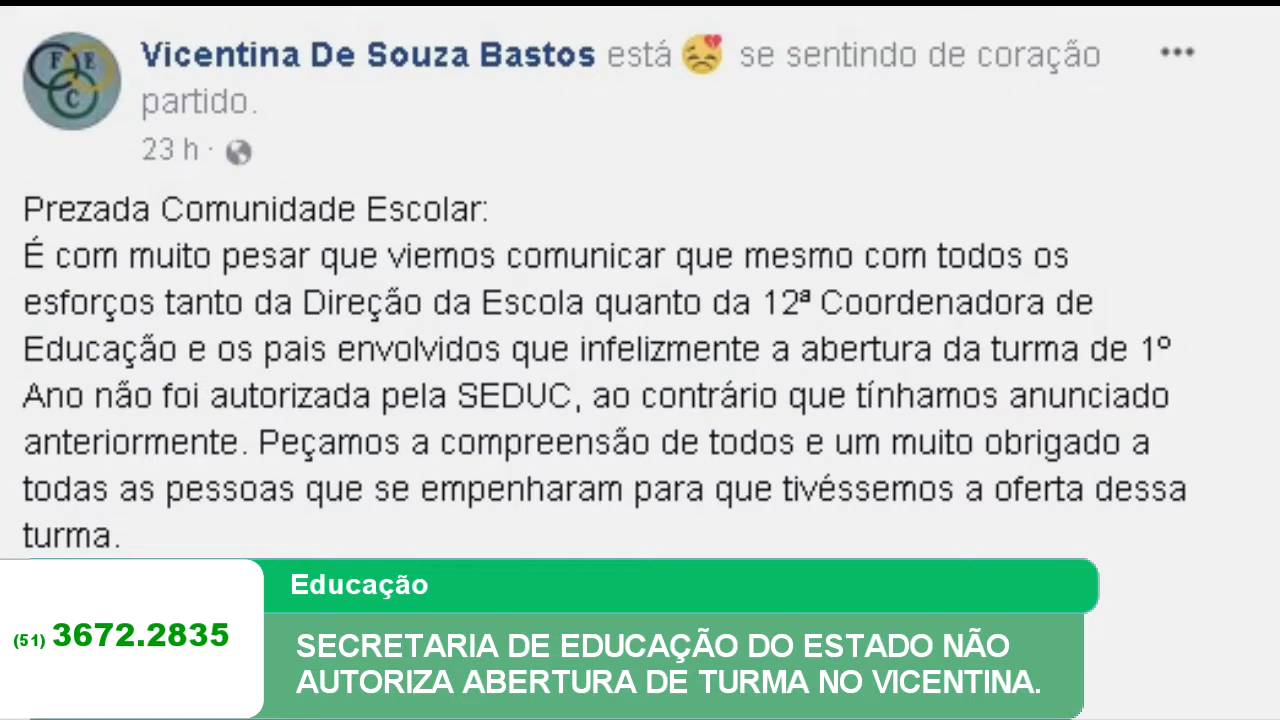 F E
C
Vicentina De Souza Bastos está se sentindo de coração
partido.
23 h ·
Prezada Comunidade Escolar:
É com muito pesar que viemos comunicar que mesmo com todos os
esforços tanto da Direção da Escola quanto da 12ª Coordenadora de
Educação e os pais envolvidos que infelizmente a abertura da turma de 1º
Ano não foi autorizada pela SEDUC, ao contrário que tínhamos anunciado
anteriormente. Peçamos a compreensão de todos e um muito obrigado a
todas as pessoas que se empenharam para que tivéssemos a oferta dessa
turma.
Educação
(51) 3672.2835
SECRETARIA DE EDUCAÇÃO DO ESTADO NÃO
AUTORIZA ABERTURA DE TURMA NO VICENTINA.